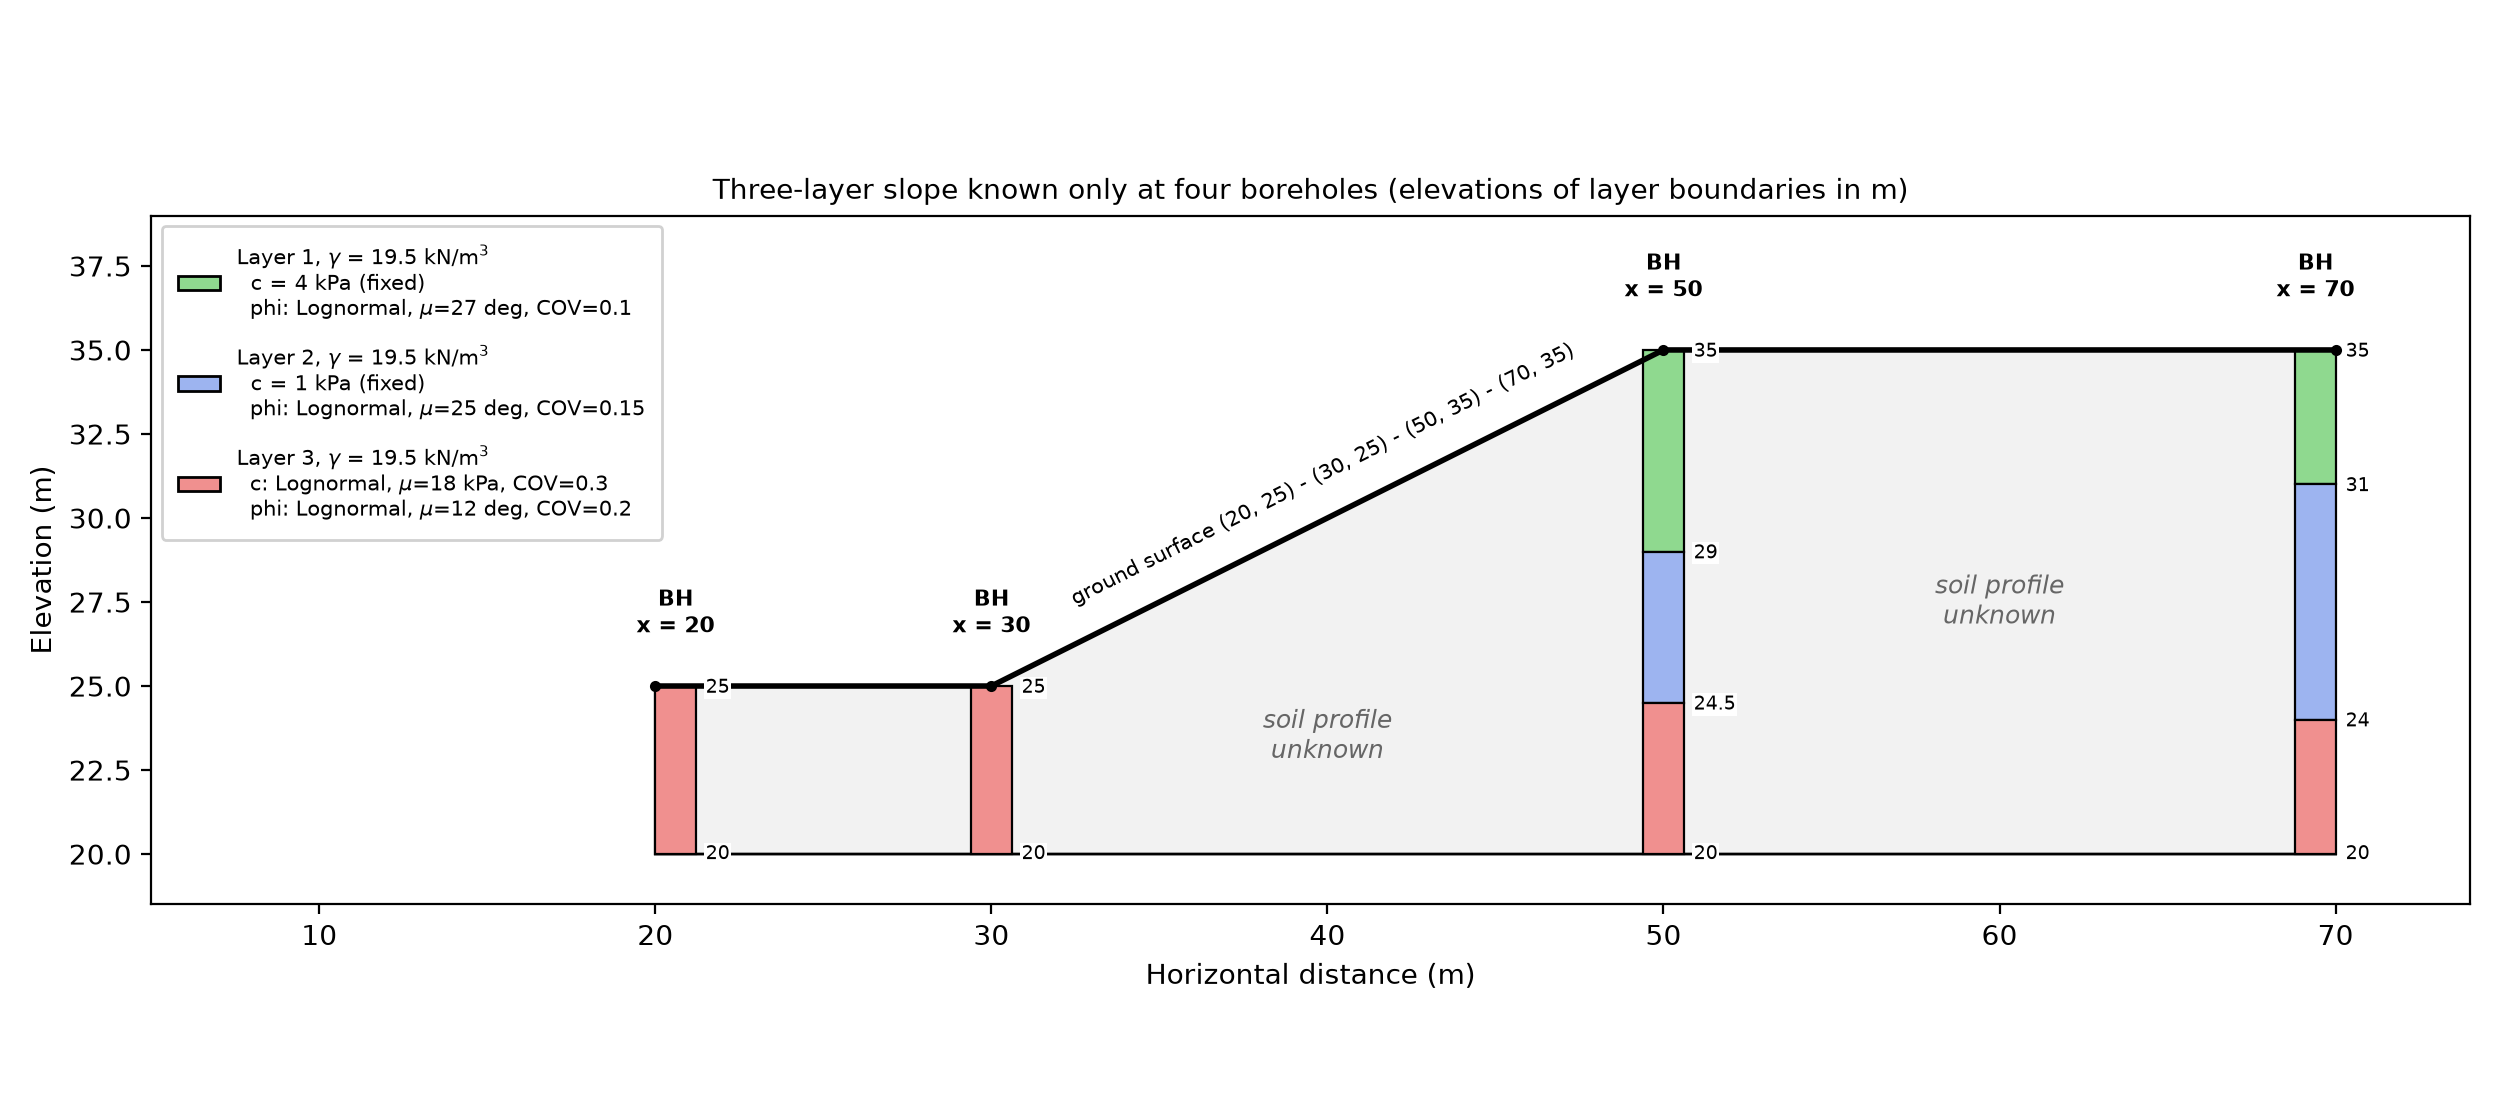 Three-layer slope known only at four boreholes (elevations of layer boundaries in m)
Layer 1, γ = 19.5 kN/m³
c = 4 kPa (fixed)
phi: Lognormal, μ=27 deg, COV=0.1
Layer 2, γ = 19.5 kN/m³
c = 1 kPa (fixed)
phi: Lognormal, μ=25 deg, COV=0.15
Layer 3, γ = 19.5 kN/m³
c: Lognormal, μ=18 kPa, COV=0.3
phi: Lognormal, μ=12 deg, COV=0.2
BH
x = 20
BH
x = 30
BH
x = 50
BH
x = 70
ground surface (20, 25) - (30, 25) - (50, 35) - (70, 35)
25
20
25
20
35
29
24.5
20
35
31
24
20
soil profile
unknown
soil profile
unknown
37.5
35.0
32.5
30.0
27.5
25.0
22.5
20.0
Elevation (m)
10
20
30
40
50
60
70
Horizontal distance (m)